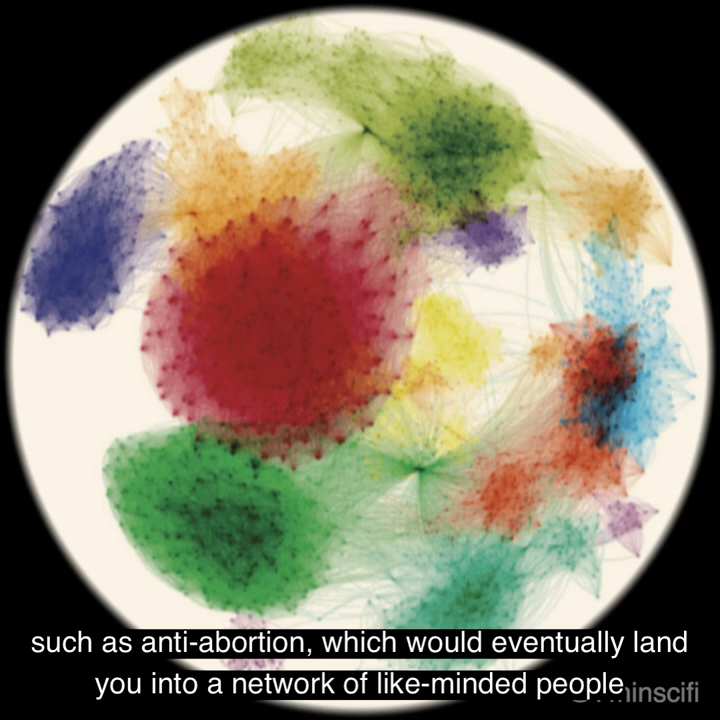 such as anti-abortion, which would eventually land
you into a network of like-minded people